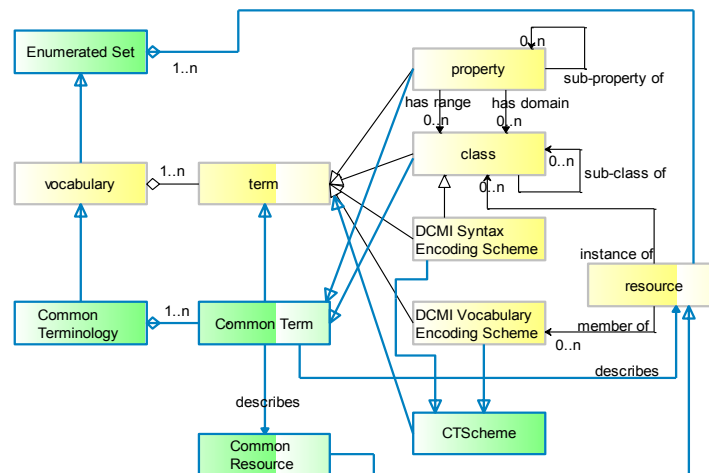 Enumerated Set
1..n
0..n
property
sub-property of
has range
has domain
0..n
0..n
vocabulary
1..n
term
class
0..n
sub-class of
0..n
DCMI Syntax
Encoding Scheme
instance of
resource
Common
Terminology
1..n
Common Term
DCMI Vocabulary
Encoding Scheme
member of
0..n
describes
describes
CTScheme
Common
Resource